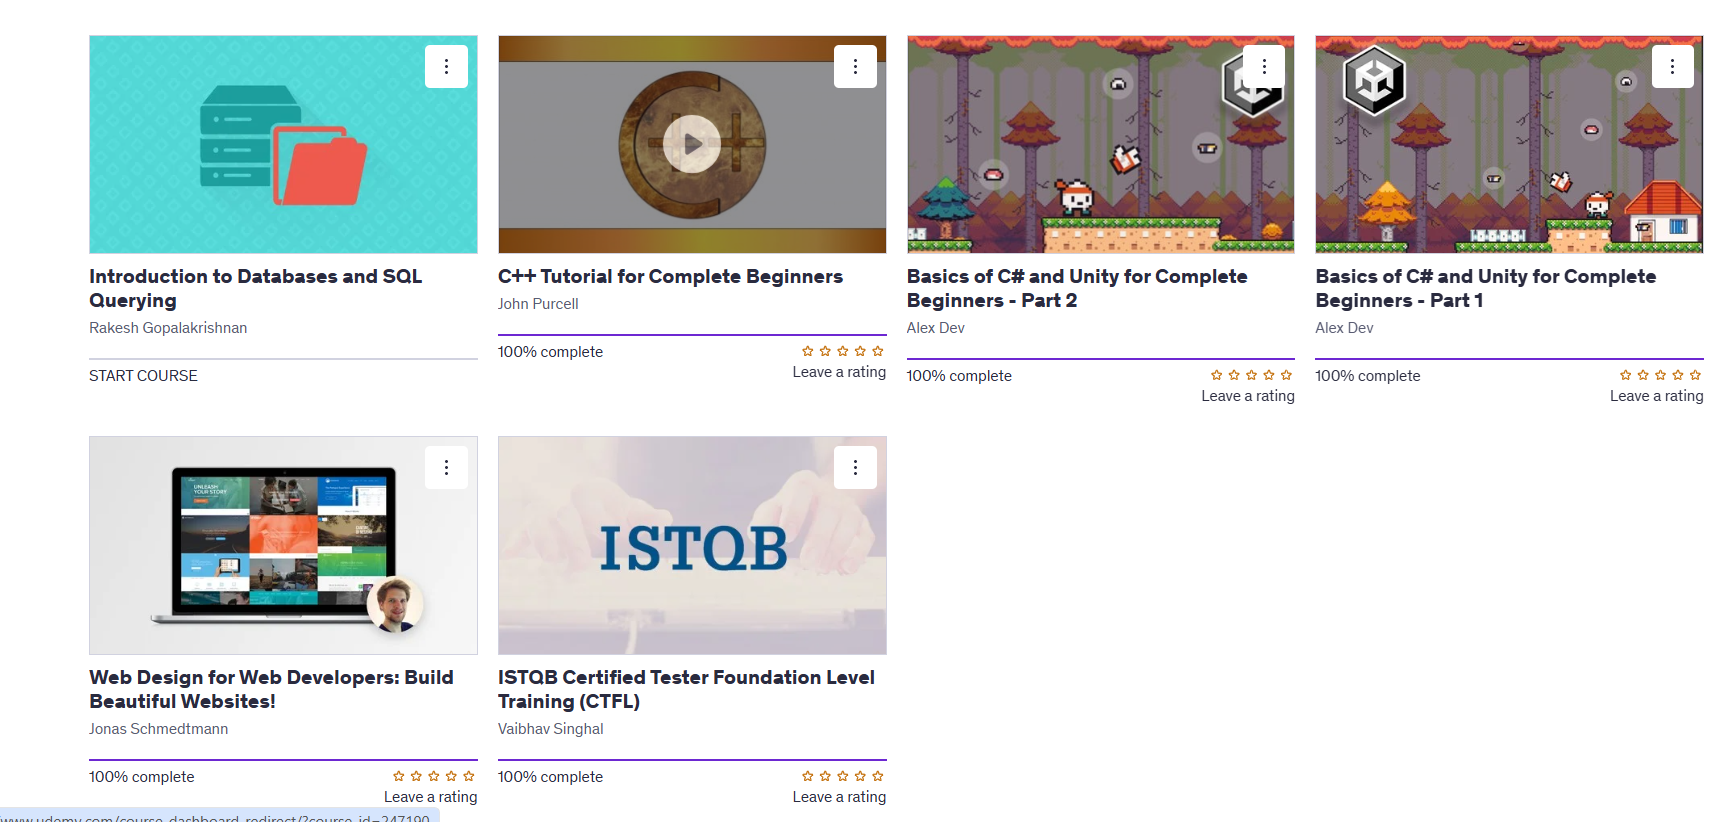 Introduction to Databases and SQL
Querying
Rakesh Gopalakrishnan
START COURSE
C++ Tutorial for Complete Beginners
John Purcell
100% complete
Leave a rating
Basics of C# and Unity for Complete
Beginners - Part 2
Alex Dev
100% complete
Leave a rating
Basics of C# and Unity for Complete
Beginners - Part 1
Alex Dev
100% complete
Leave a rating
UNLEASH
YOUR STORY
Web Design for Web Developers: Build
Beautiful Websites!
Jonas Schmedtmann
100% complete
Leave a rating
ISTQB
ISTQB Certified Tester Foundation Level
Training (CTFL)
Vaibhav Singhal
100% complete
Leave a rating
www.udemy.com/course-dashboard-redirect/?course_id=247190